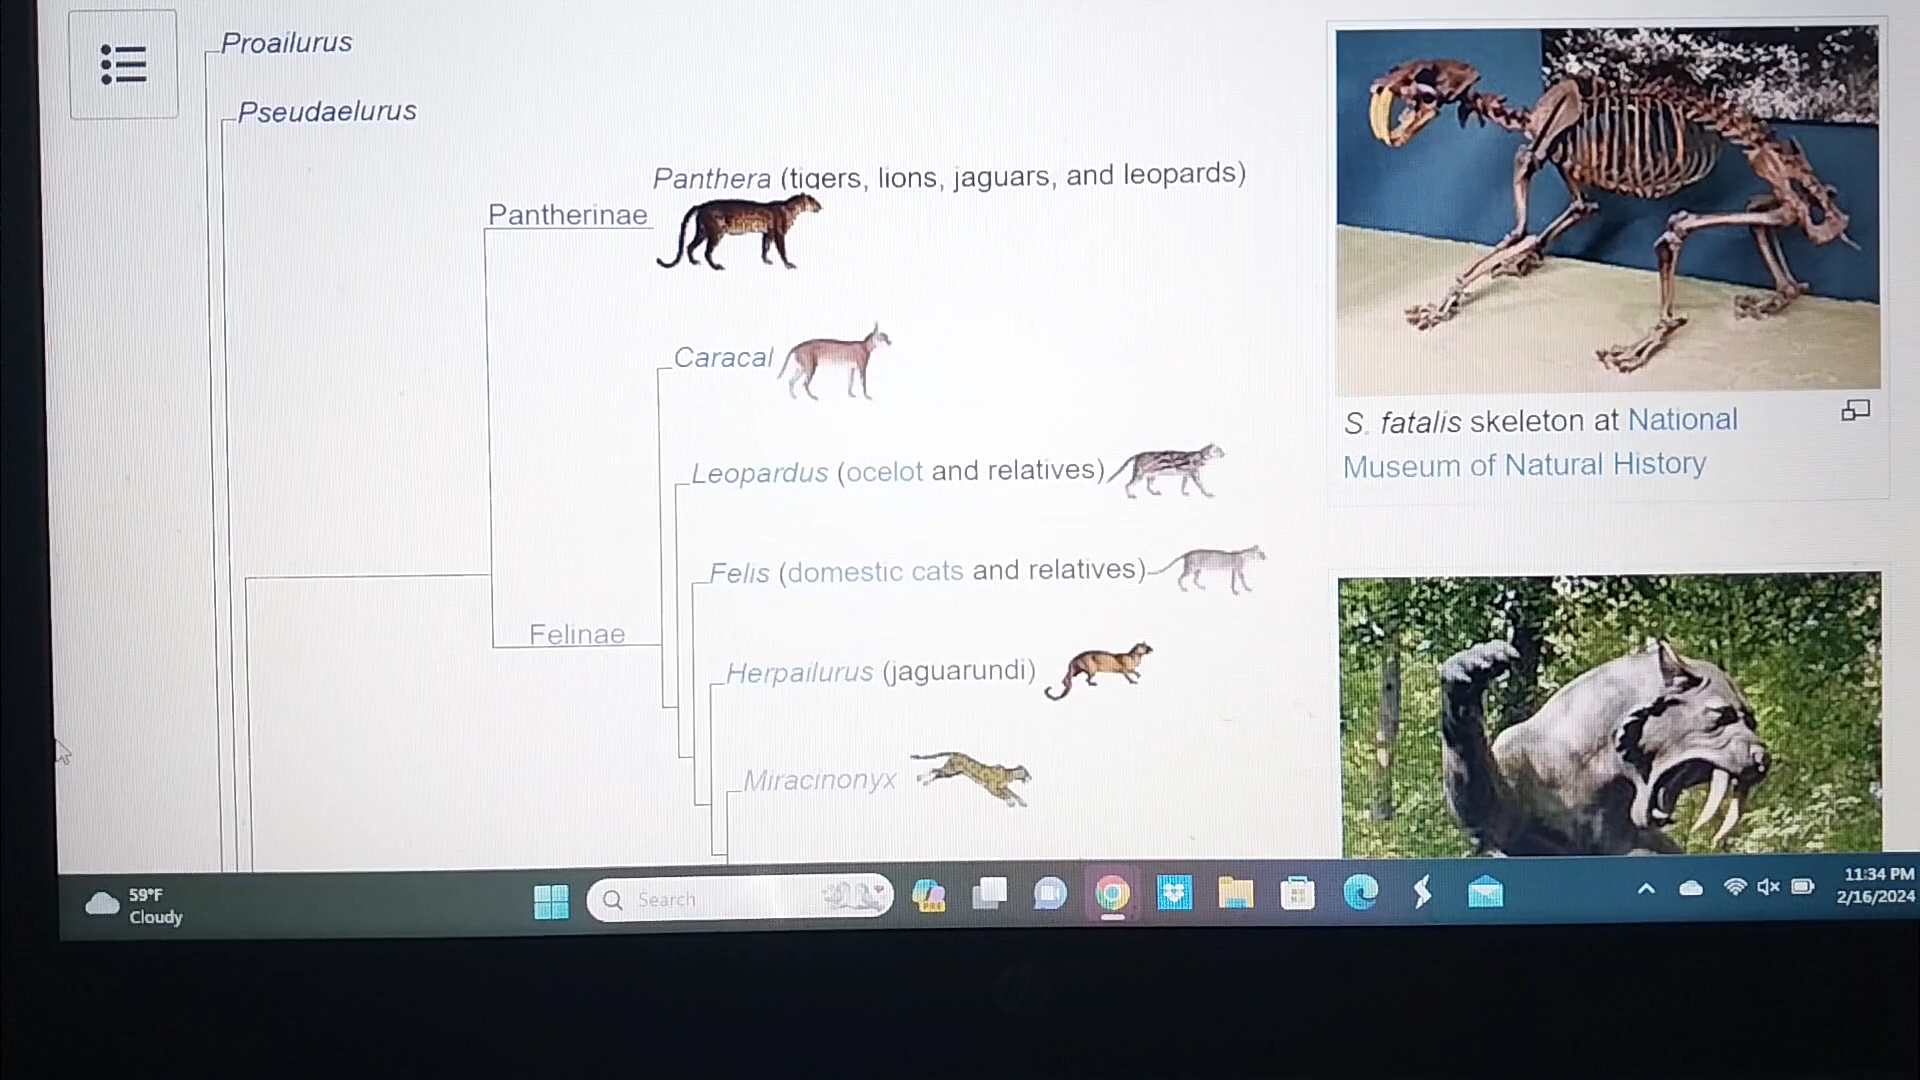 Proailurus
Pseudaelurus
Panthera (tigers, lions, jaguars, and leopards)
Pantherinae
Caracal
Leopardus (ocelot and relatives)
Felis (domestic cats and relatives)
Felinae
Herpailurus (jaguarundi)
Miracinonyx
S. fatalis skeleton at National
Museum of Natural History
59°F
Cloudy
Search
PRE
11:34 PM
2/16/2024